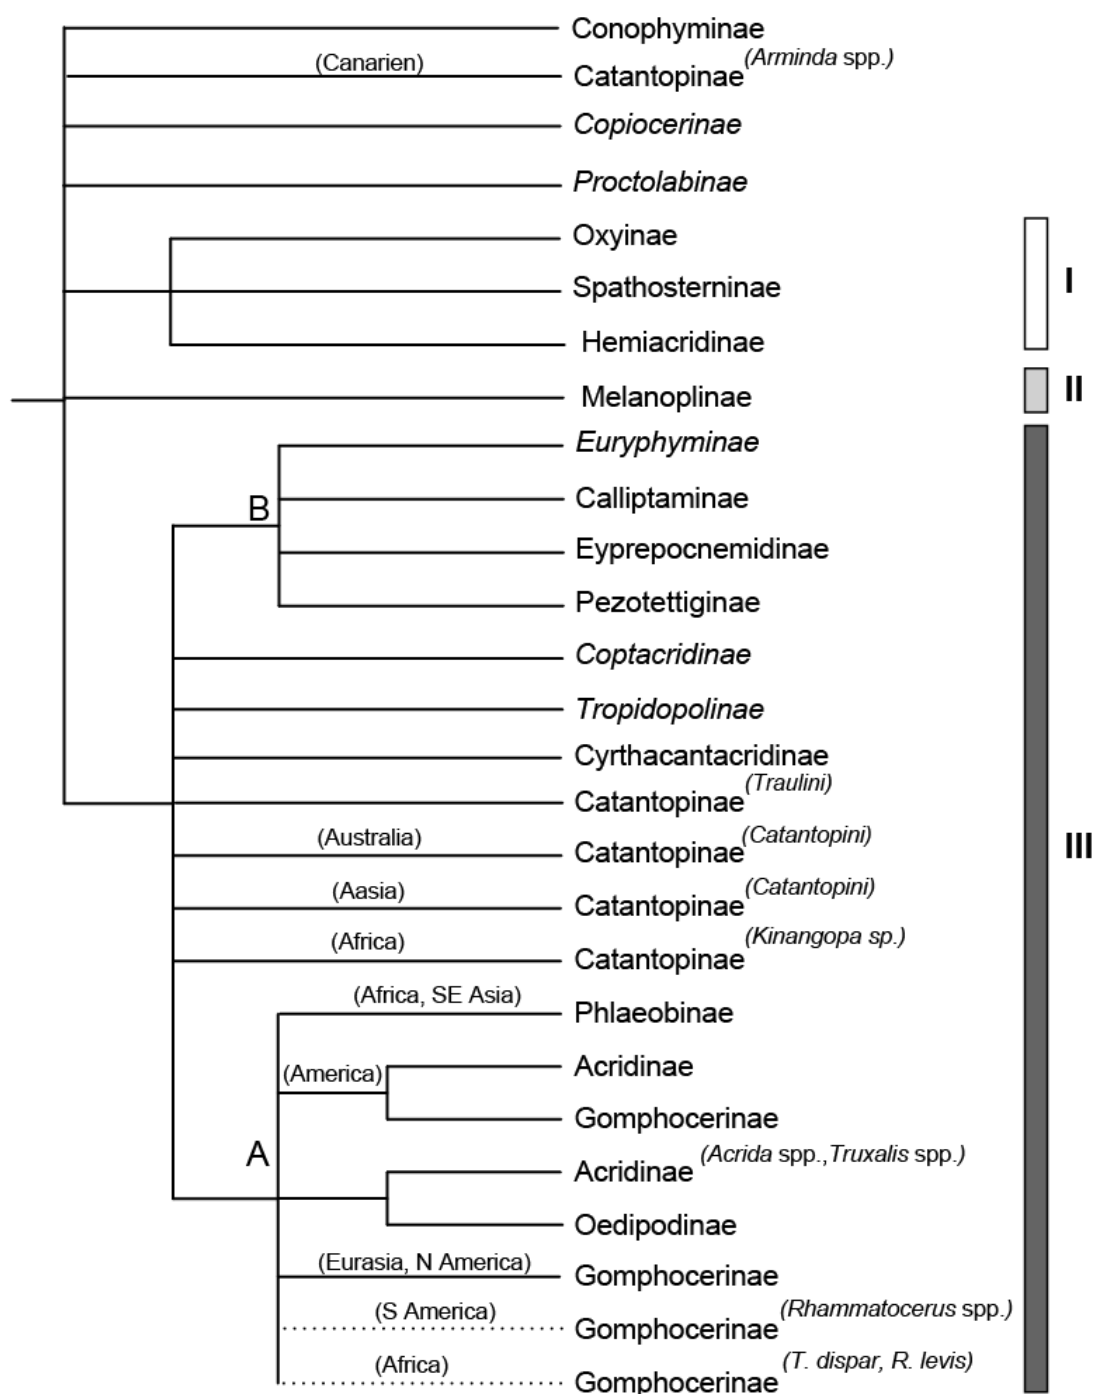 Conophyminae
(Canarien)
Catantopinae (Arminda spp.)
Copiocerinae
Proctolabinae
Oxyinae
Spathosterninae
I
Hemiacridinae
Melanoplinae
II
Euryphyminae
B
Calliptaminae
Eyprepocnemidinae
Pezotettiginae
Coptacridinae
Tropidopolinae
Cyrthacantacridinae
Catantopinae (Traulini)
(Australia)
Catantopinae (Catantopini)
III
(Aasia)
Catantopinae (Catantopini)
(Africa)
Catantopinae (Kinangopa sp.)
(Africa, SE Asia)
Phlaeobinae
(America)
Acridinae
Gomphocerinae
A
Acridinae (Acrida spp.,Truxalis spp.)
Oedipodinae
(Eurasia, N America)
Gomphocerinae
(S America)
Gomphocerinae (Rhammatocerus spp.)
(Africa)
Gomphocerinae (T. dispar, R. levis)